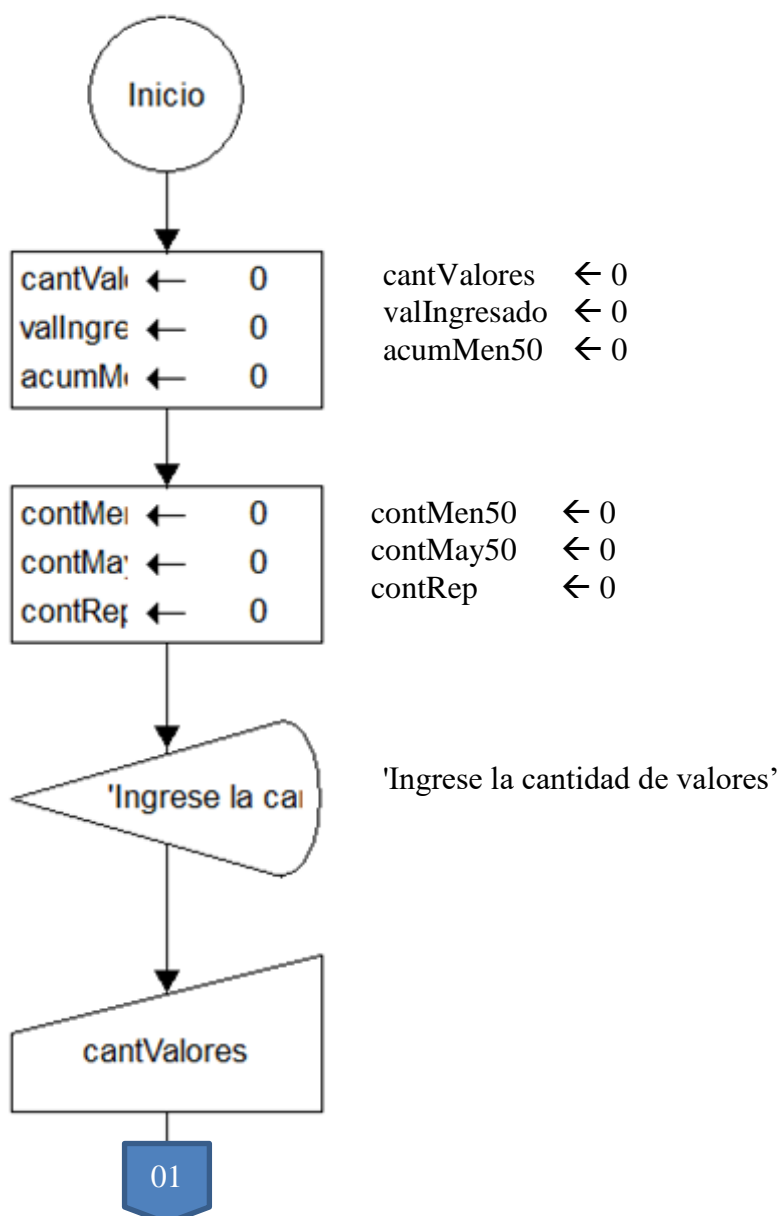 Inicio
cantVal ← 0
valIngre ← 0
acumM ← 0
cantValores ← 0
valIngresado ← 0
acumMen50 ← 0
contMe ← 0
contMay ← 0
contRep ← 0
contMen50 ← 0
contMay50 ← 0
contRep ← 0
'Ingrese la ca
'Ingrese la cantidad de valores’
cantValores
01